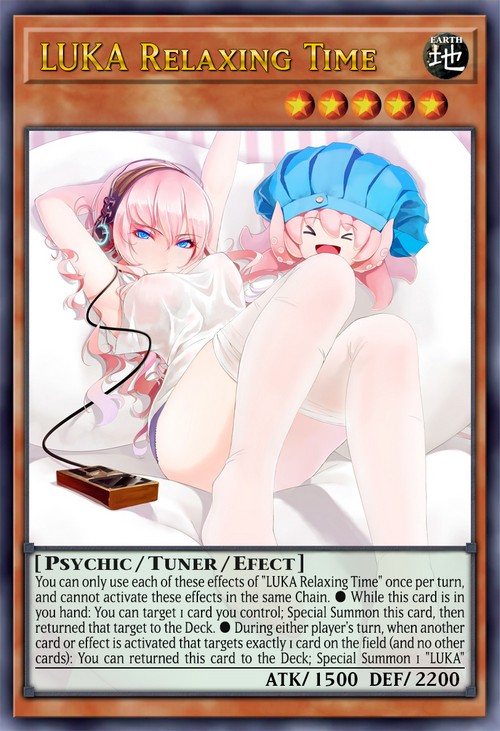 LUKA Relaxing Time
EARTH
地
[ Psychic / Tuner / Efect ]
You can only use each of these effects of "LUKA Relaxing Time" once per turn,
and cannot activate these effects in the same Chain. ● While this card is in
you hand: You can target 1 card you control; Special Summon this card, then
returned that target to the Deck. ● During either player's turn, when another
card or effect is activated that targets exactly 1 card on the field (and no other
cards): You can returned this card to the Deck; Special Summon 1 "LUKA"
ATK/ 1500 DEF/ 2200